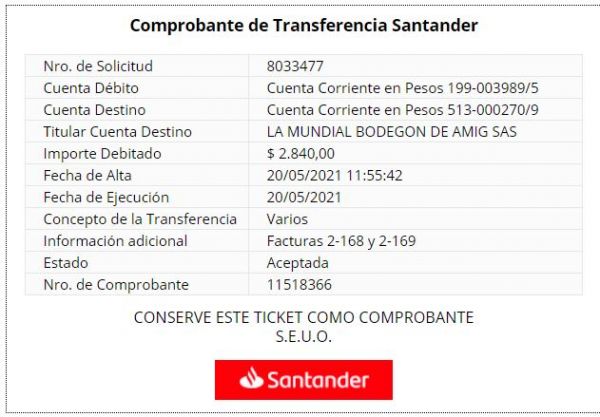 Comprobante de Transferencia Santander
Nro. de Solicitud 8033477
Cuenta Débito Cuenta Corriente en Pesos 199-003989/5
Cuenta Destino Cuenta Corriente en Pesos 513-000270/9
Titular Cuenta Destino LA MUNDIAL BODEGON DE AMIG SAS
Importe Debitado $ 2.840,00
Fecha de Alta 20/05/2021 11:55:42
Fecha de Ejecución 20/05/2021
Concepto de la Transferencia Varios
Información adicional Facturas 2-168 y 2-169
Estado Aceptada
Nro. de Comprobante 11518366
CONSERVE ESTE TICKET COMO COMPROBANTE
S.E.U.O.
Santander